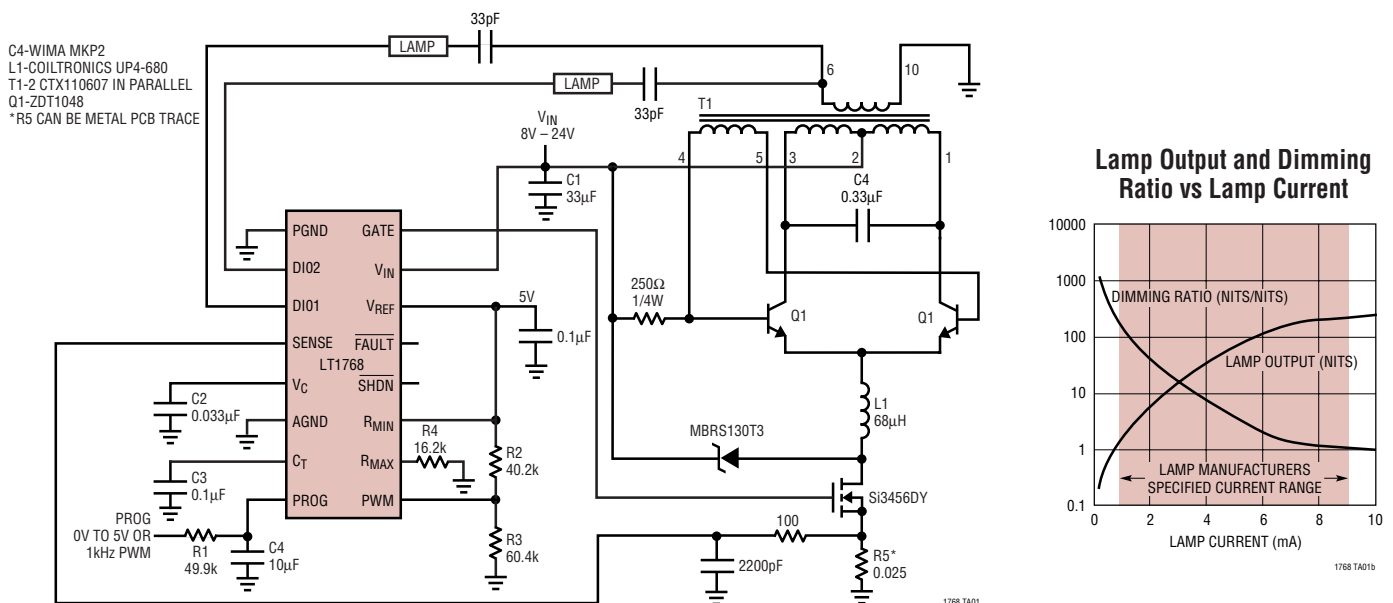 C4-WIMA MKP2
L1-COILTRONICS UP4-680
T1-2 CTX110607 IN PARALLEL
Q1-ZDT1048
*R5 CAN BE METAL PCB TRACE
33pF
LAMP
LAMP
33pF
6
10
T1
4
5
3
2
1
VIN
8V – 24V
C1
33µF
C4
0.33µF
PGND
DI02
DI01
SENSE
VC
AGND
CT
PROG
GATE
VIN
VREF
FAULT
SHDN
RMIN
RMAX
PWM
LT1768
5V
0.1µF
250Ω
1/4W
Q1
Q1
L1
68µH
MBRS130T3
Si3456DY
C2
0.033µF
C3
0.1µF
R4
16.2k
R2
40.2k
R3
60.4k
PROG
0V TO 5V OR
1kHz PWM
R1
49.9k
C4
10µF
100
2200pF
R5*
0.025
1768 TA01
Lamp Output and Dimming
Ratio vs Lamp Current
10000
1000
100
10
1
0.1
DIMMING RATIO (NITS/NITS)
LAMP OUTPUT (NITS)
LAMP MANUFACTURERS
SPECIFIED CURRENT RANGE
0 2 4 6 8 10
LAMP CURRENT (mA)
1768 TA01b